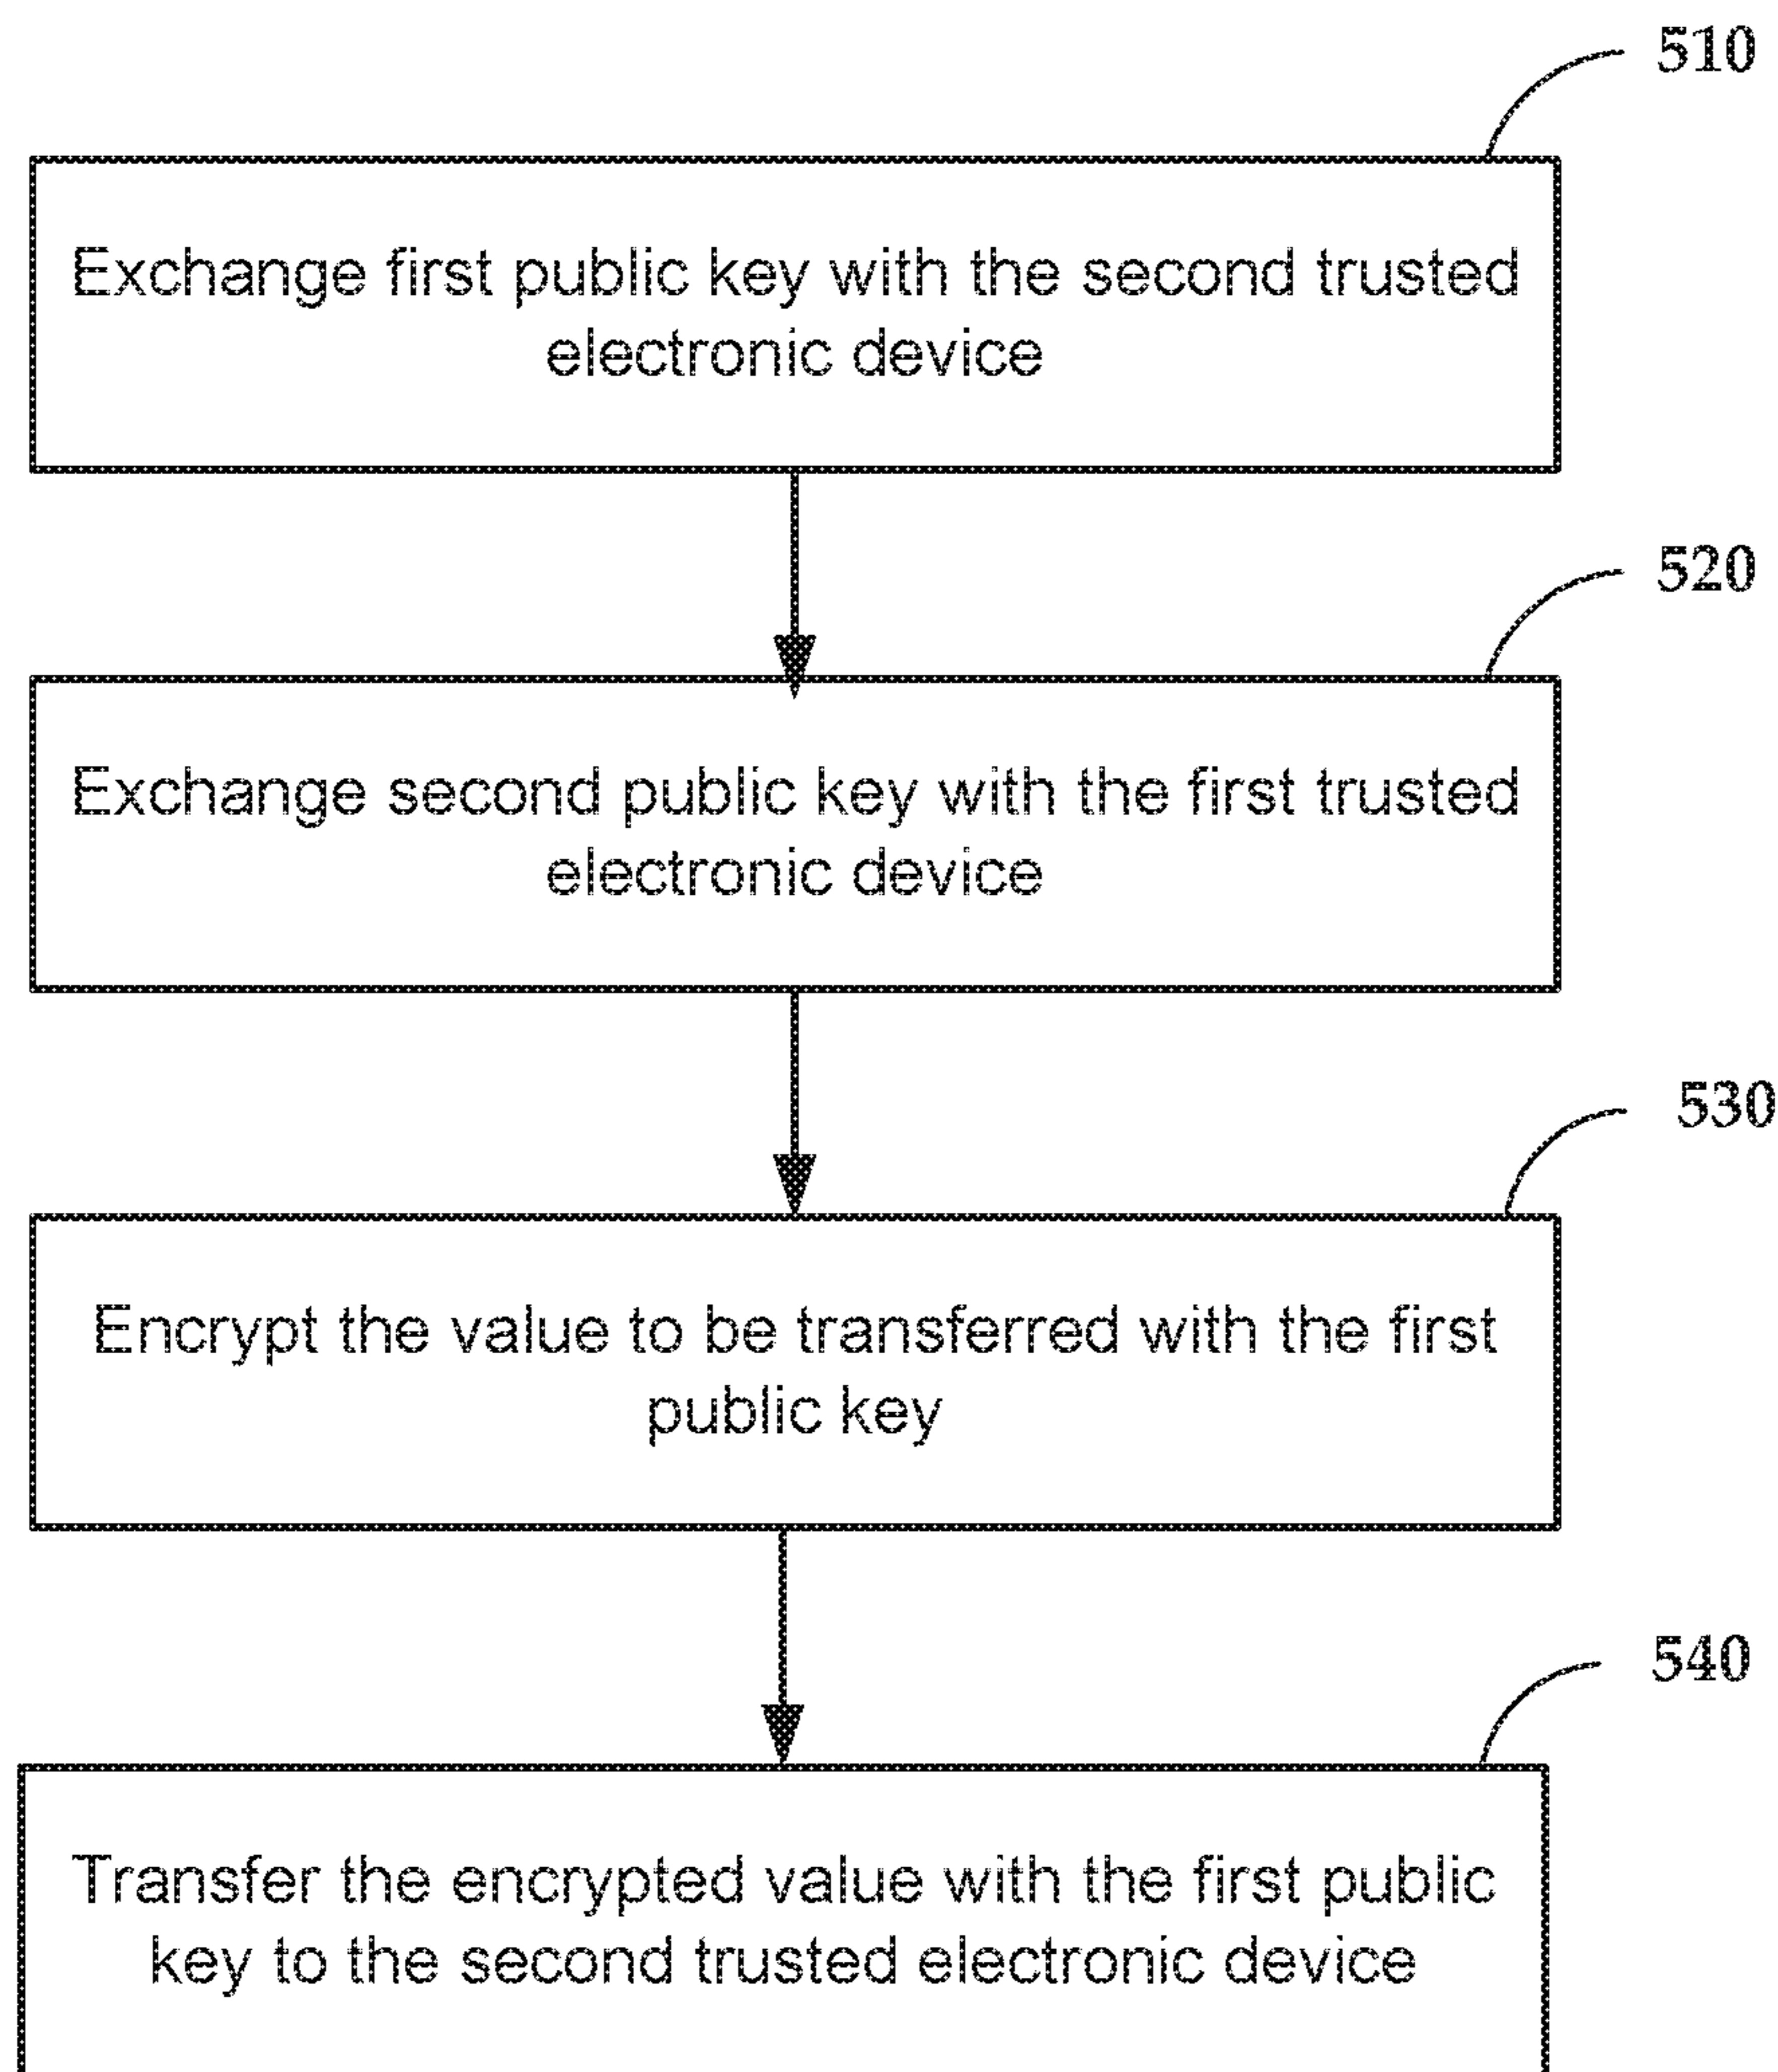 510
Exchange first public key with the second trusted
electronic device
520
Exchange second public key with the first trusted
electronic device
530
Encrypt the value to be transferred with the first
public key
540
Transfer the encrypted value with the first public
key to the second trusted electronic device